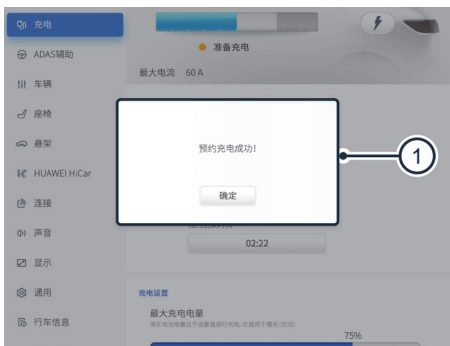 充电
ADAS辅助
车辆
座椅
悬架
HUAWEI HiCar
连接
声音
显示
通用
行车信息
准备充电
最大电流 60 A
预约充电成功!
确定
1
02:22
充电设置
最大充电电量
75%